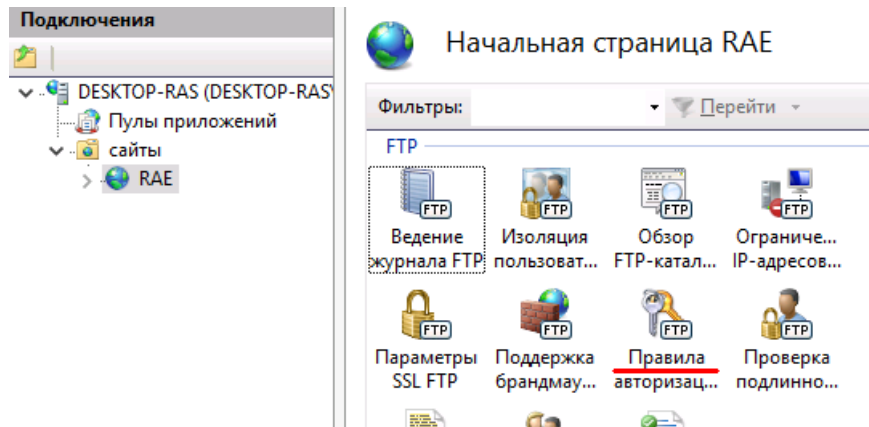 Подключения
DESKTOP-RAS (DESKTOP-RAS
Пулы приложений
сайты
RAE
Начальная страница RAE
Фильтры:
Перейти
FTP
FTP FTP FTP FTP
Ведение Изоляция Обзор Ограниче...
журнала FTP пользоват... FTP-катал... IP-адресов...
FTP FTP FTP FTP
Параметры Поддержка Правила Проверка
SSL FTP брандмау... авторизац... подлинно...